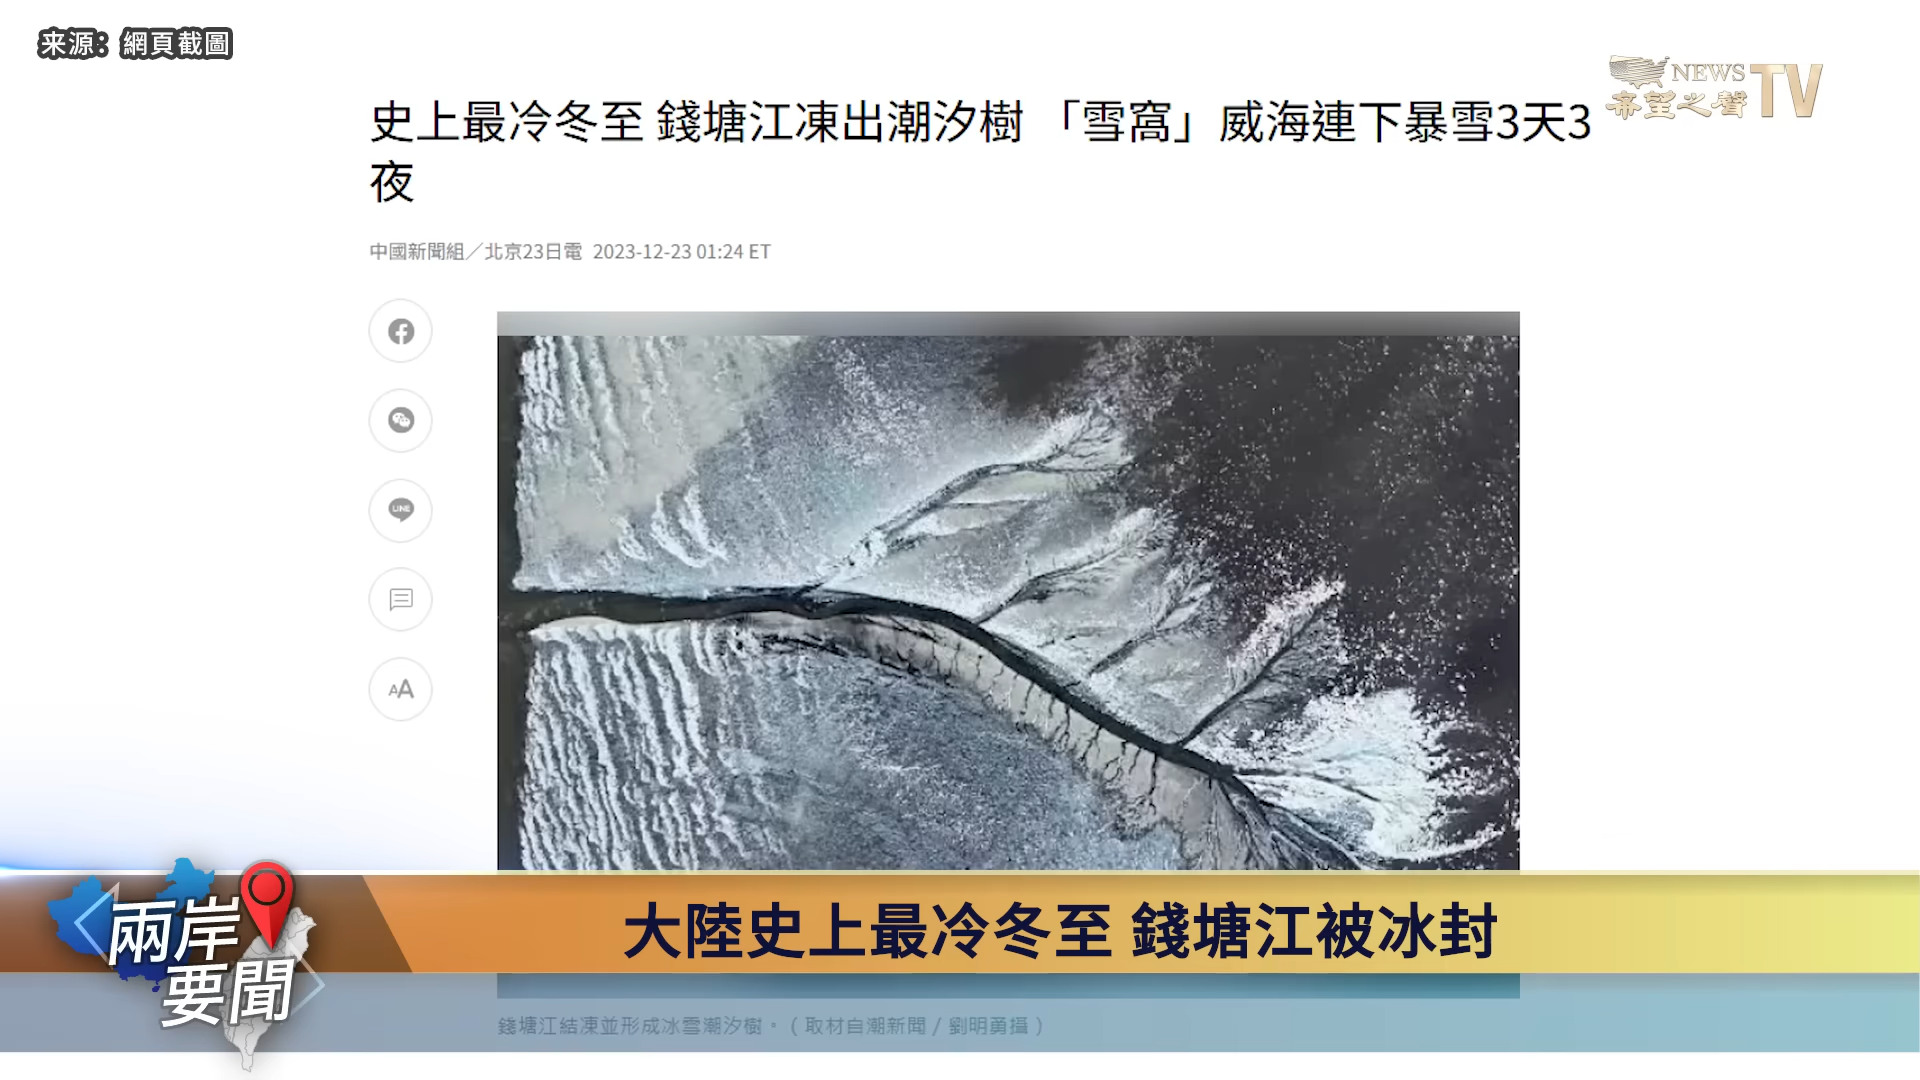 来源：網頁截圖
NEWS
希望之聲TV
史上最冷冬至 錢塘江凍出潮汐樹 「雪窩」威海連下暴雪3天3
夜
中國新聞組／北京23日電 2023-12-23 01:24 ET
LINE
AA
兩岸
要聞
大陸史上最冷冬至 錢塘江被冰封
錢塘江結凍並形成冰雪潮汐樹。（取材自潮新聞／劉明勇攝）